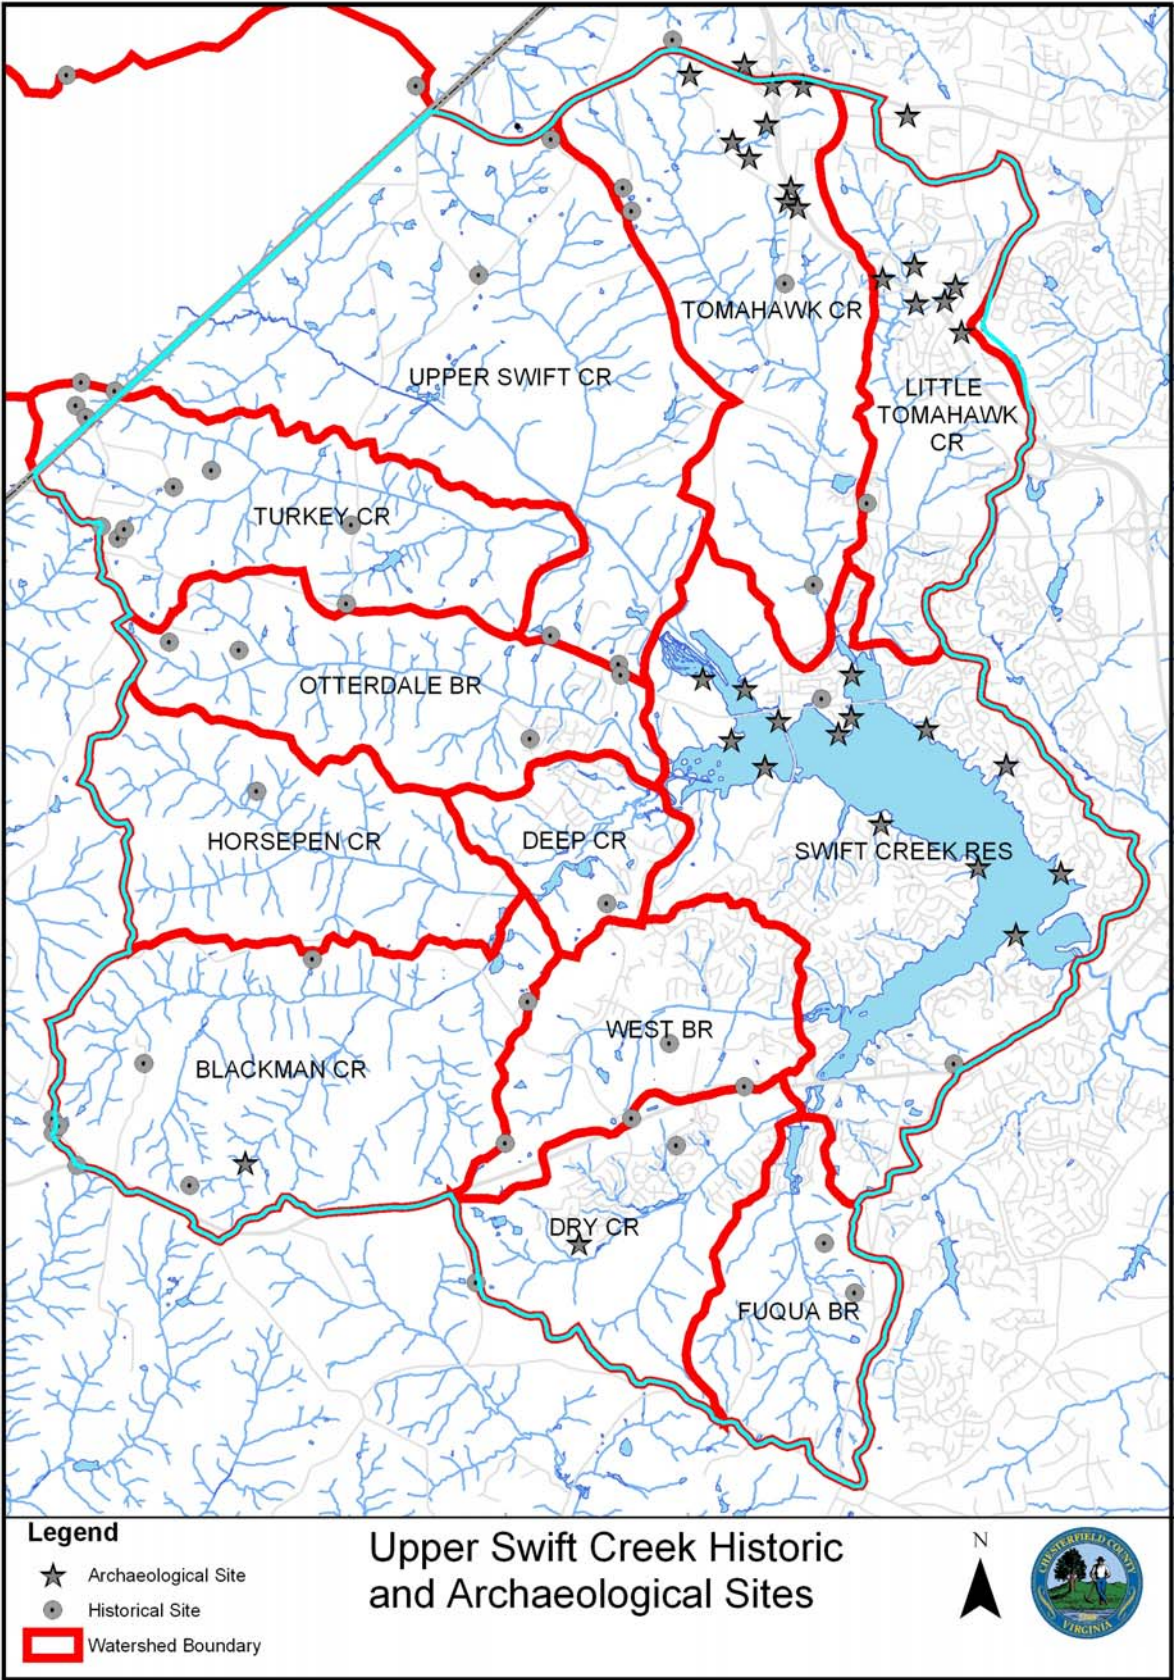 TOMAHAWK CR
UPPER SWIFT CR
LITTLE
TOMAHAWK
CR
TURKEY CR
OTTERDALE BR
HORSEPEN CR
DEEP CR
SWIFT CREEK RES
WEST BR
BLACKMAN CR
DRY CR
FUQUA BR
Legend
Archaeological Site
Historical Site
Watershed Boundary
Upper Swift Creek Historic
and Archaeological Sites
N
CHESTERFIELD COUNTY
VIRGINIA